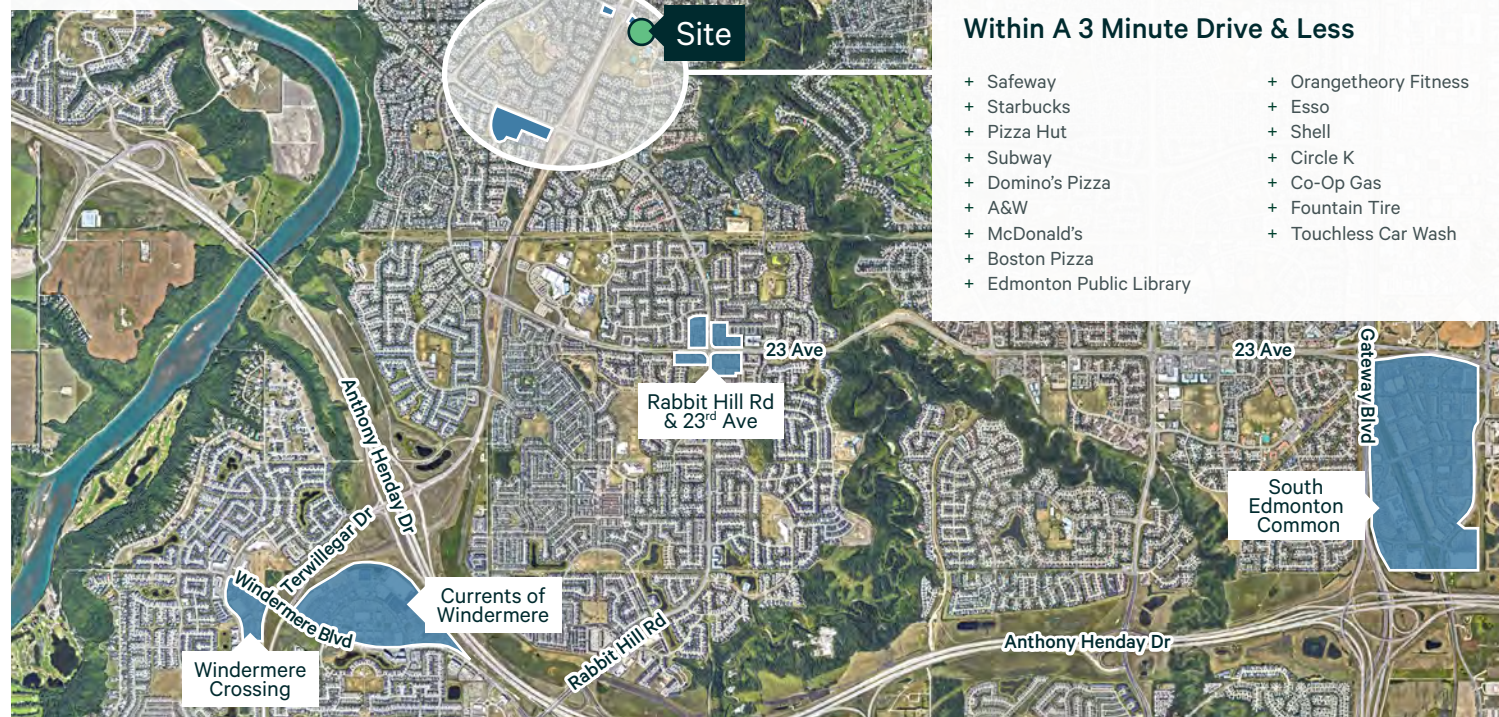 Site
Within A 3 Minute Drive & Less
+ Safeway
+ Starbucks
+ Pizza Hut
+ Subway
+ Domino’s Pizza
+ A&W
+ McDonald’s
+ Boston Pizza
+ Edmonton Public Library
+ Orangetheory Fitness
+ Esso
+ Shell
+ Circle K
+ Co-Op Gas
+ Fountain Tire
+ Touchless Car Wash
23 Ave
23 Ave
Gateway Blvd
Rabbit Hill Rd
& 23rd Ave
Anthony Henday Dr
South
Edmonton
Common
Terwillegar Dr
Windermere Blvd
Currents of
Windermere
Windermere
Crossing
Rabbit Hill Rd
Anthony Henday Dr